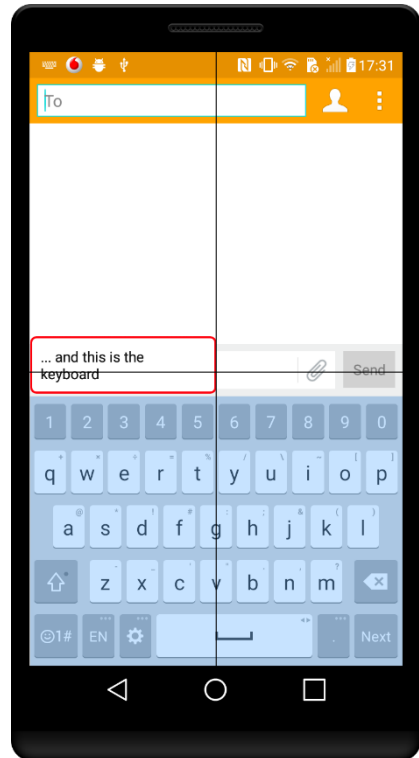 17:31
To
... and this is the
keyboard
Send
1 2 3 4 5 6 7 8 9 0
q w e r t y u i o p
a s d f g h j k l
z x c v b n m
☺1# EN . Next